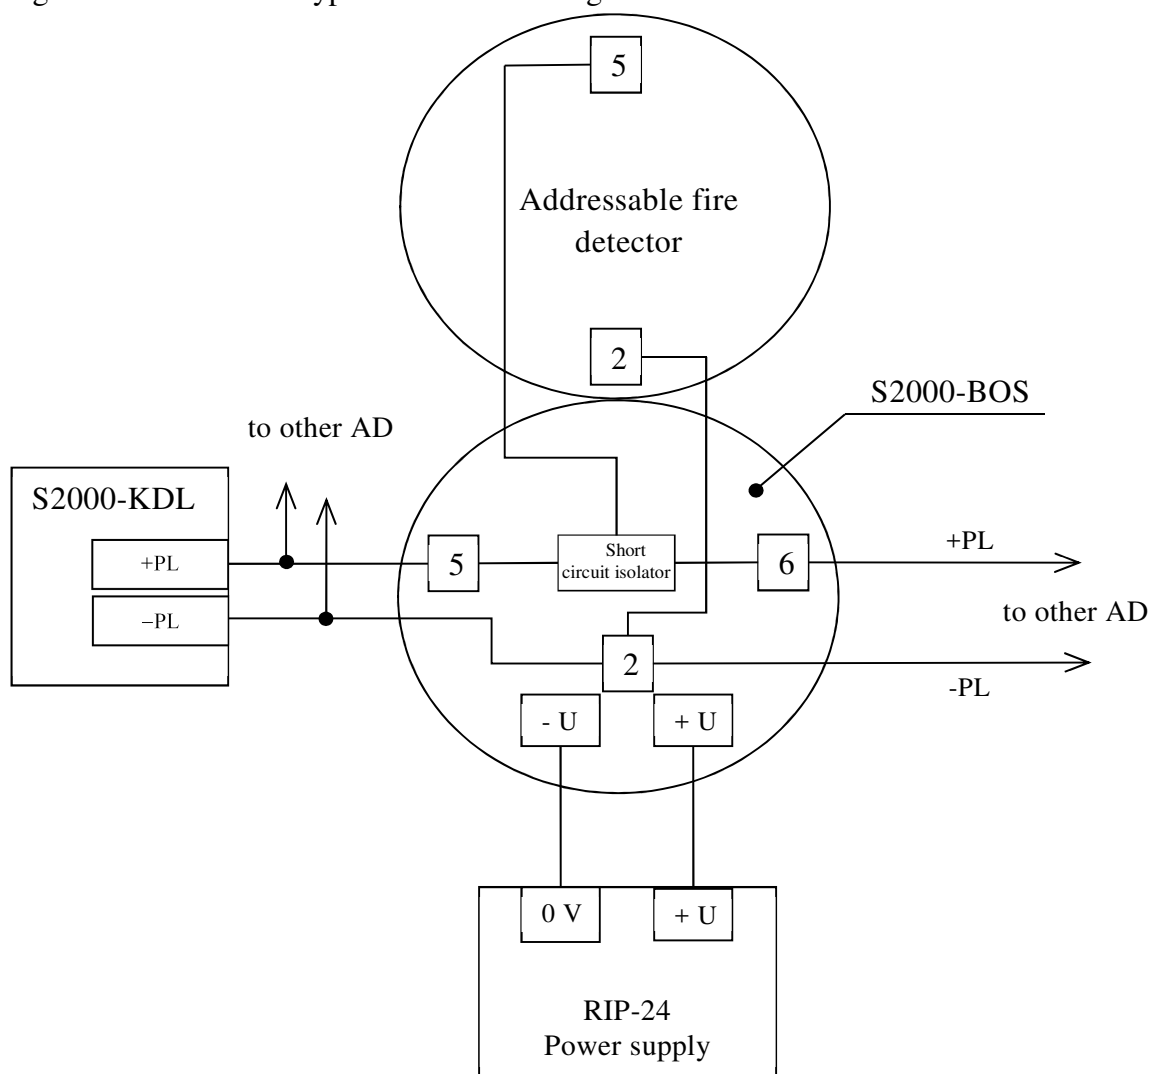 5
Addressable fire
detector
2
S2000-BOS
to other AD
S2000-KDL
+PL
–PL
5
Short
circuit isolator
6
+PL
to other AD
2
-PL
- U
+ U
0 V
+ U
RIP-24
Power supply